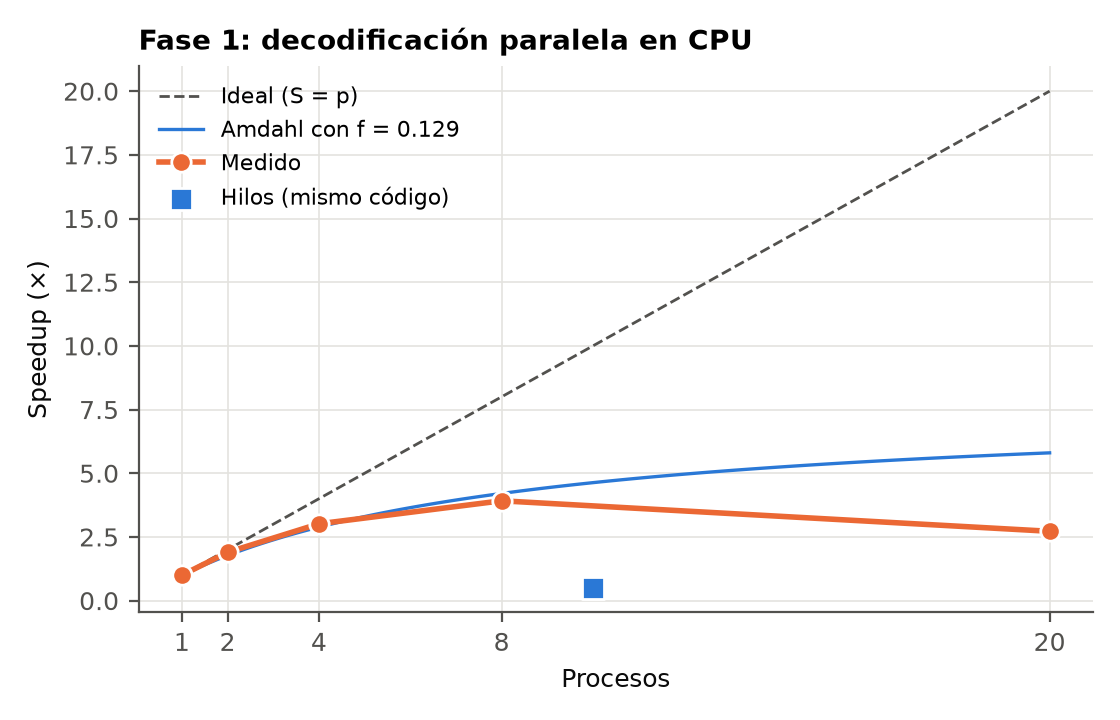 Fase 1: decodificación paralela en CPU
Ideal (S = p)
Amdahl con f = 0.129
Medido
Hilos (mismo código)
Speedup (×)
20.0
17.5
15.0
12.5
10.0
7.5
5.0
2.5
0.0
1 2 4 8 20
Procesos